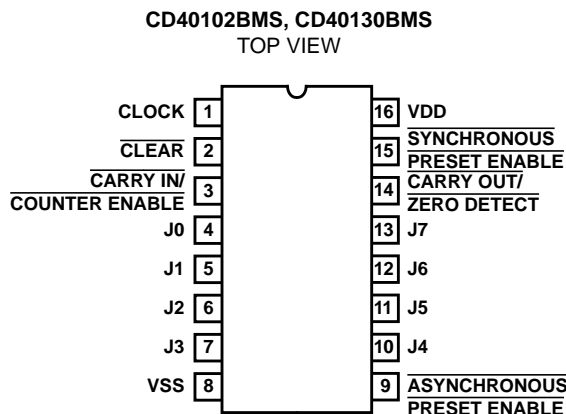 CD40102BMS, CD40130BMS
TOP VIEW
CLOCK 1
CLEAR 2
CARRY IN/
COUNTER ENABLE 3
J0 4
J1 5
J2 6
J3 7
VSS 8
16 VDD
15 SYNCHRONOUS
PRESET ENABLE
14 CARRY OUT/
ZERO DETECT
13 J7
12 J6
11 J5
10 J4
9 ASYNCHRONOUS
PRESET ENABLE